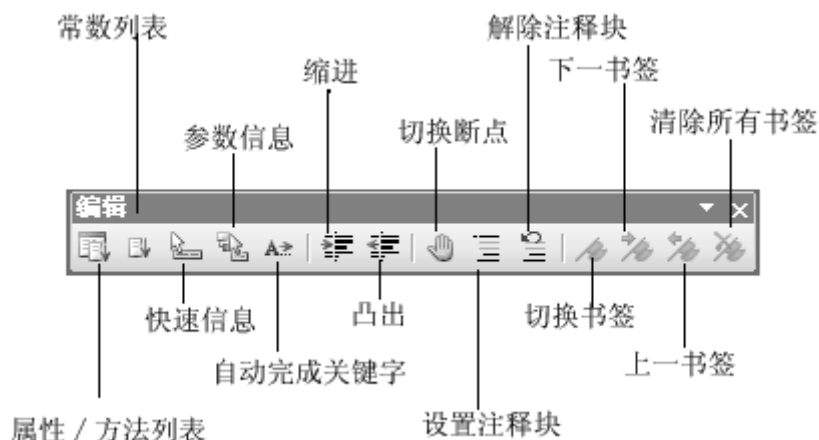 常数列表
解除注释块
缩进
下一书签
参数信息
切换断点
清除所有书签
编辑
快速信息
凸出
切换书签
自动完成关键字
上一书签
属性 / 方法列表
设置注释块